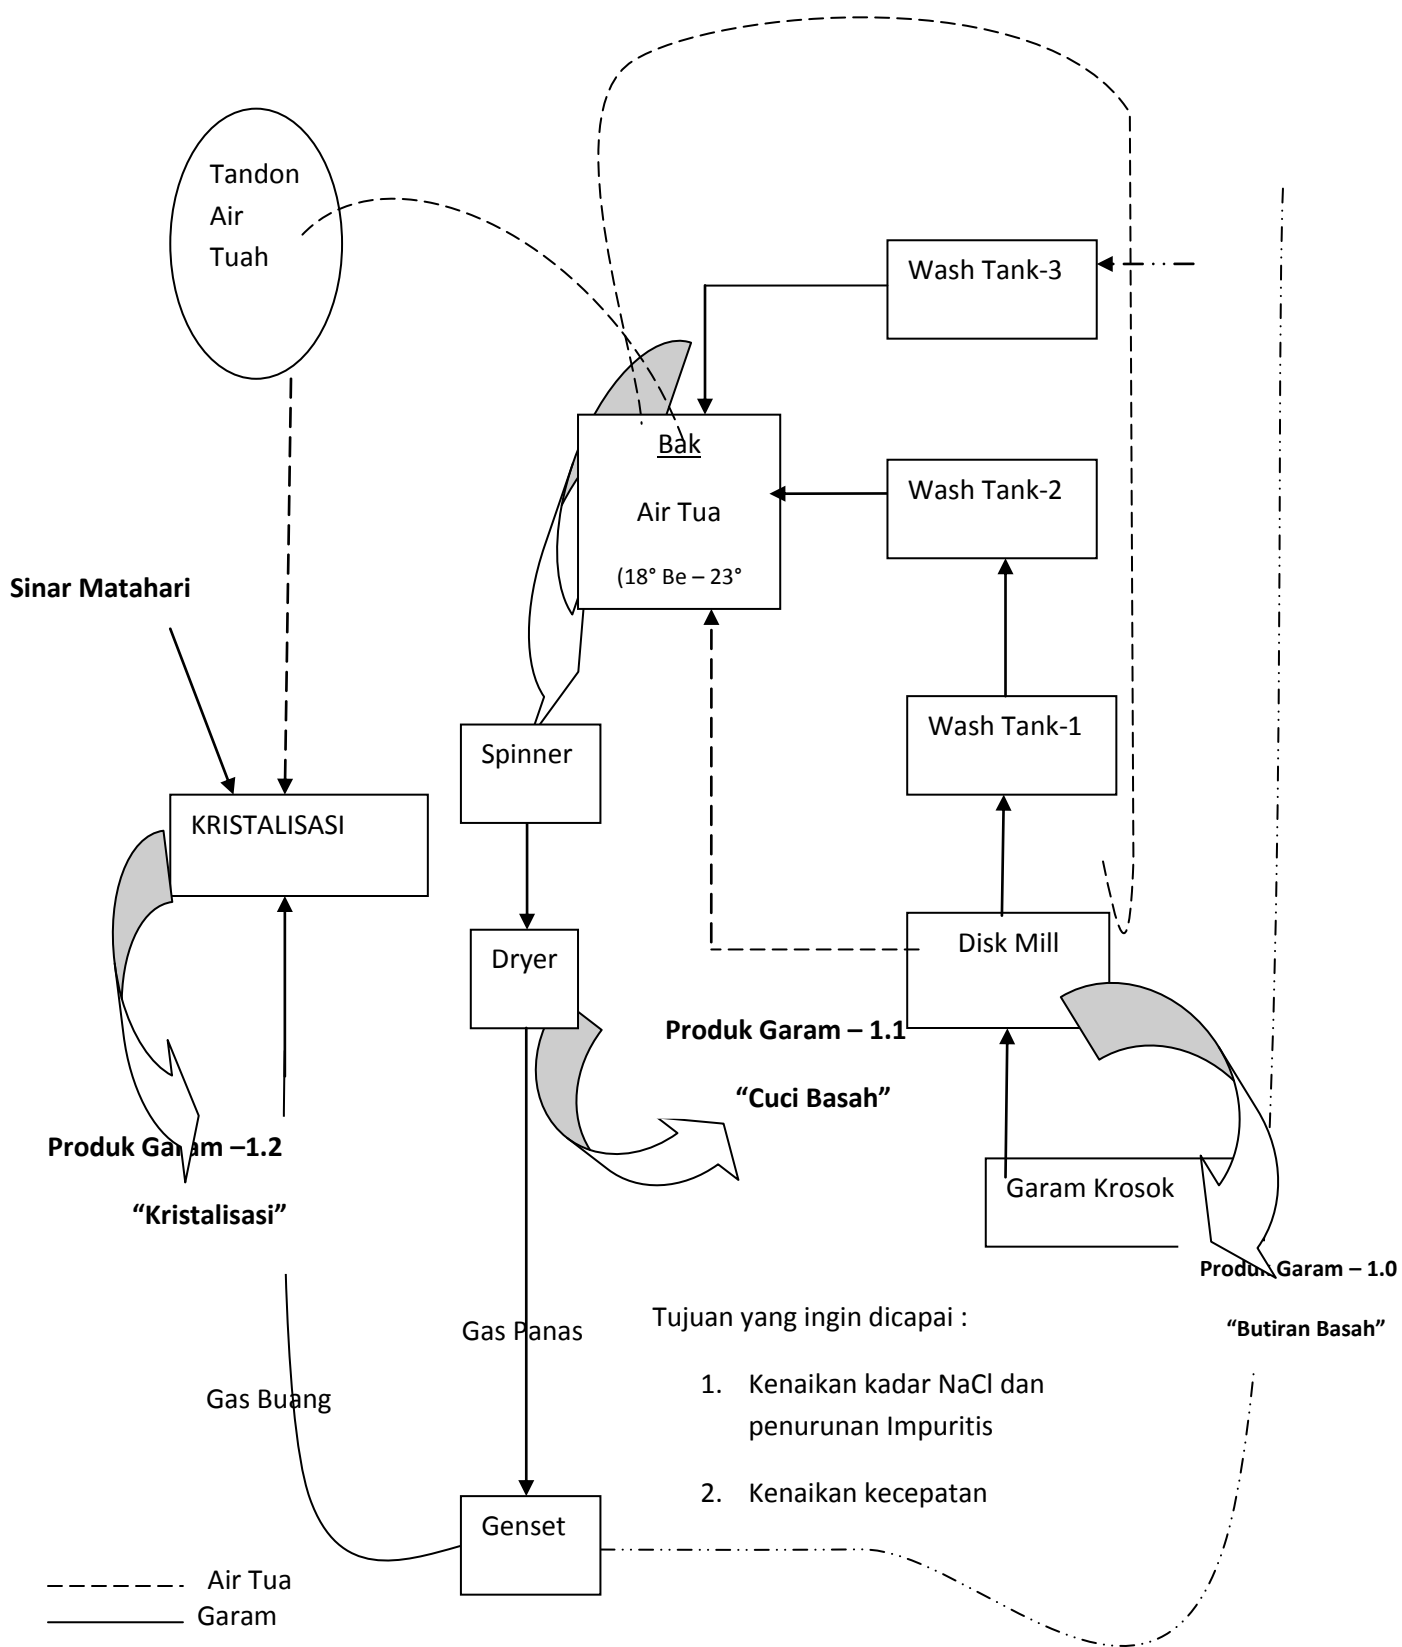 Tandon
Air
Tuah
Wash Tank-3
Bak
Air Tua
(18° Be – 23°
Wash Tank-2
Sinar Matahari
Wash Tank-1
Spinner
KRISTALISASI
Dryer
Disk Mill
Produk Garam – 1.1
“Cuci Basah”
Produk Garam –1.2
“Kristalisasi”
Garam Krosok
Produk Garam – 1.0
“Butiran Basah”
Gas Panas
Gas Buang
Tujuan yang ingin dicapai :
1. Kenaikan kadar NaCl dan
penurunan Impuritis
2. Kenaikan kecepatan
Genset
Air Tua
Garam